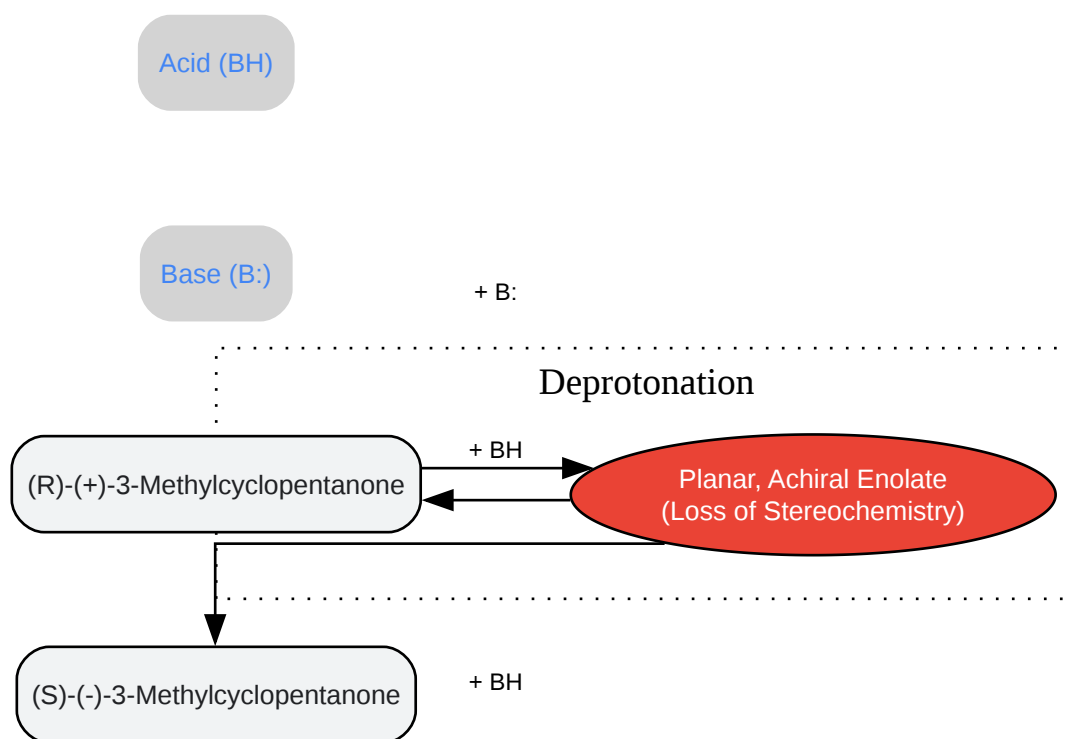 Acid (BH)
Base (B:)
+ B:
Deprotonation
+ BH
(R)-(+)-3-Methylcyclopentanone
Planar, Achiral Enolate
(Loss of Stereochemistry)
(S)-(-)-3-Methylcyclopentanone
+ BH